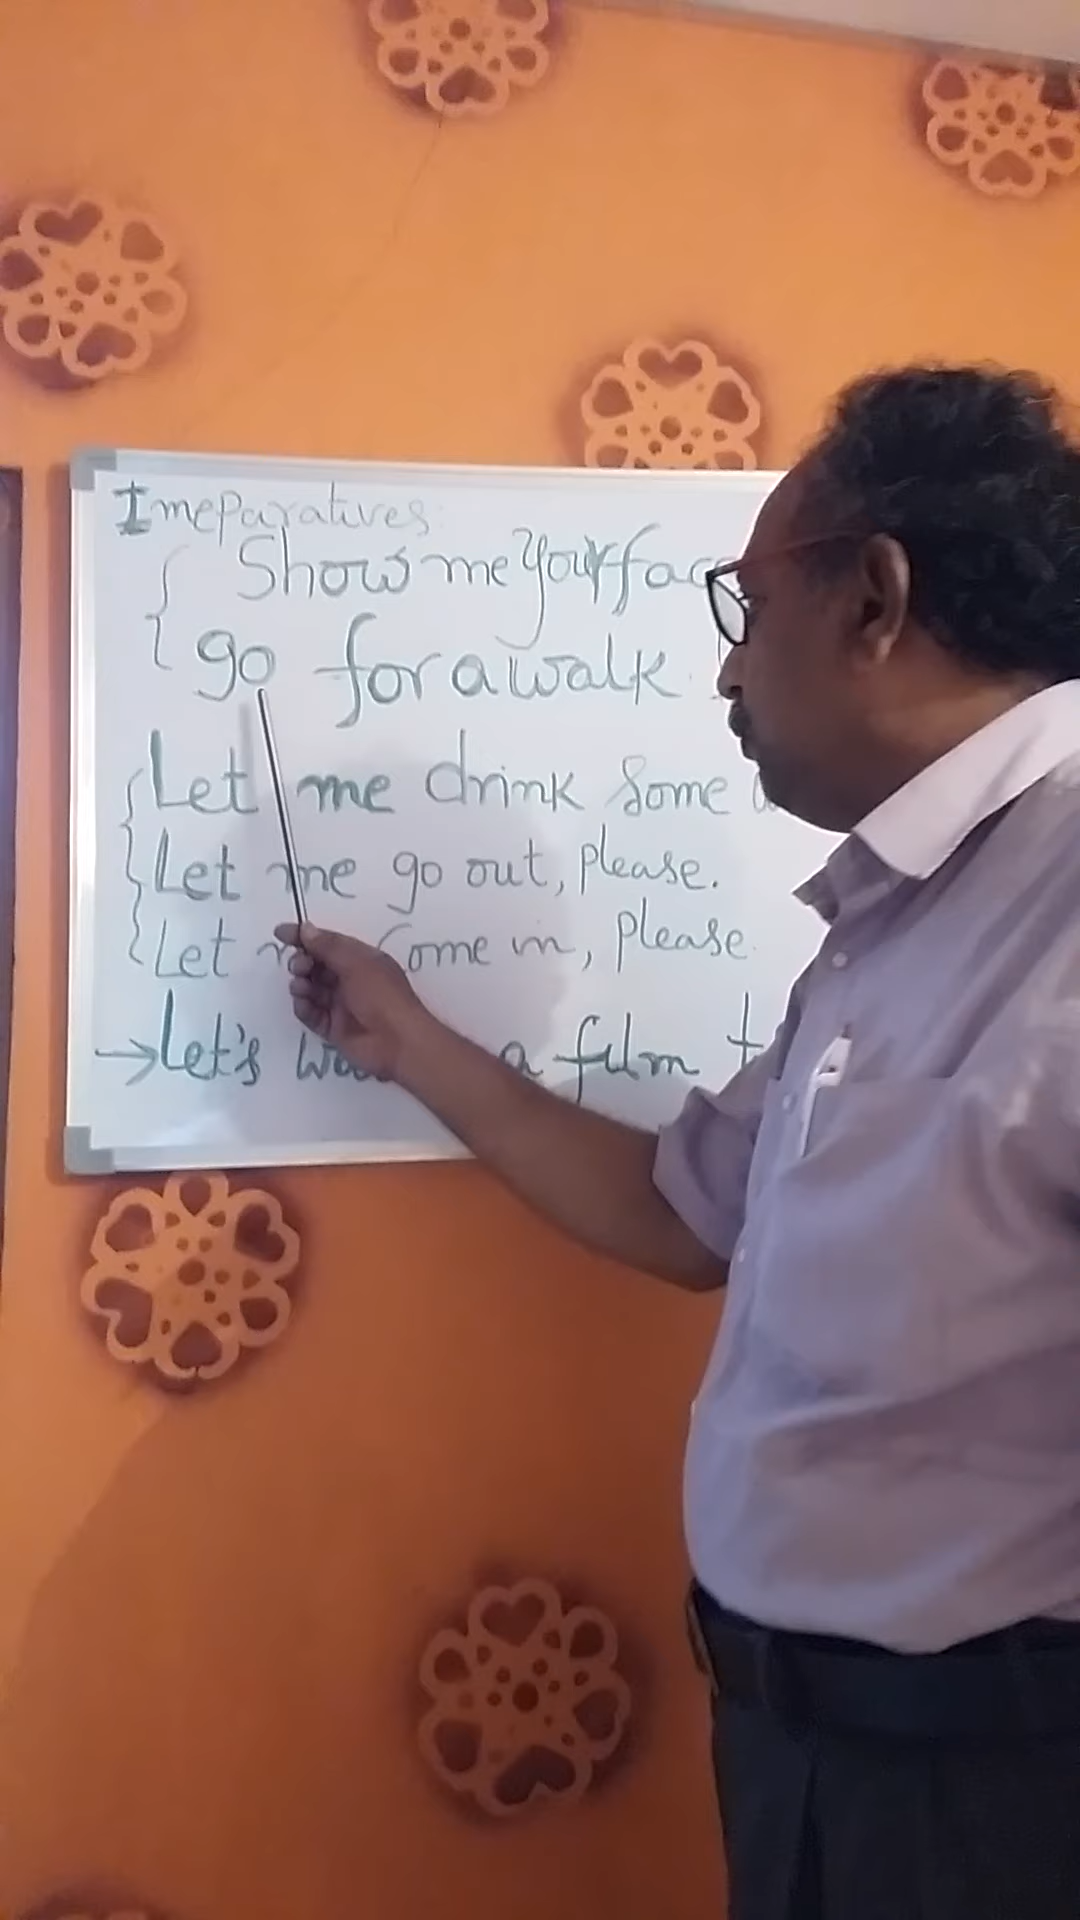 Imeparatives:
Show me your fac
go for a walk.
Let me drink some
Let me go out, please.
Let come in, please.
→ Let's a film